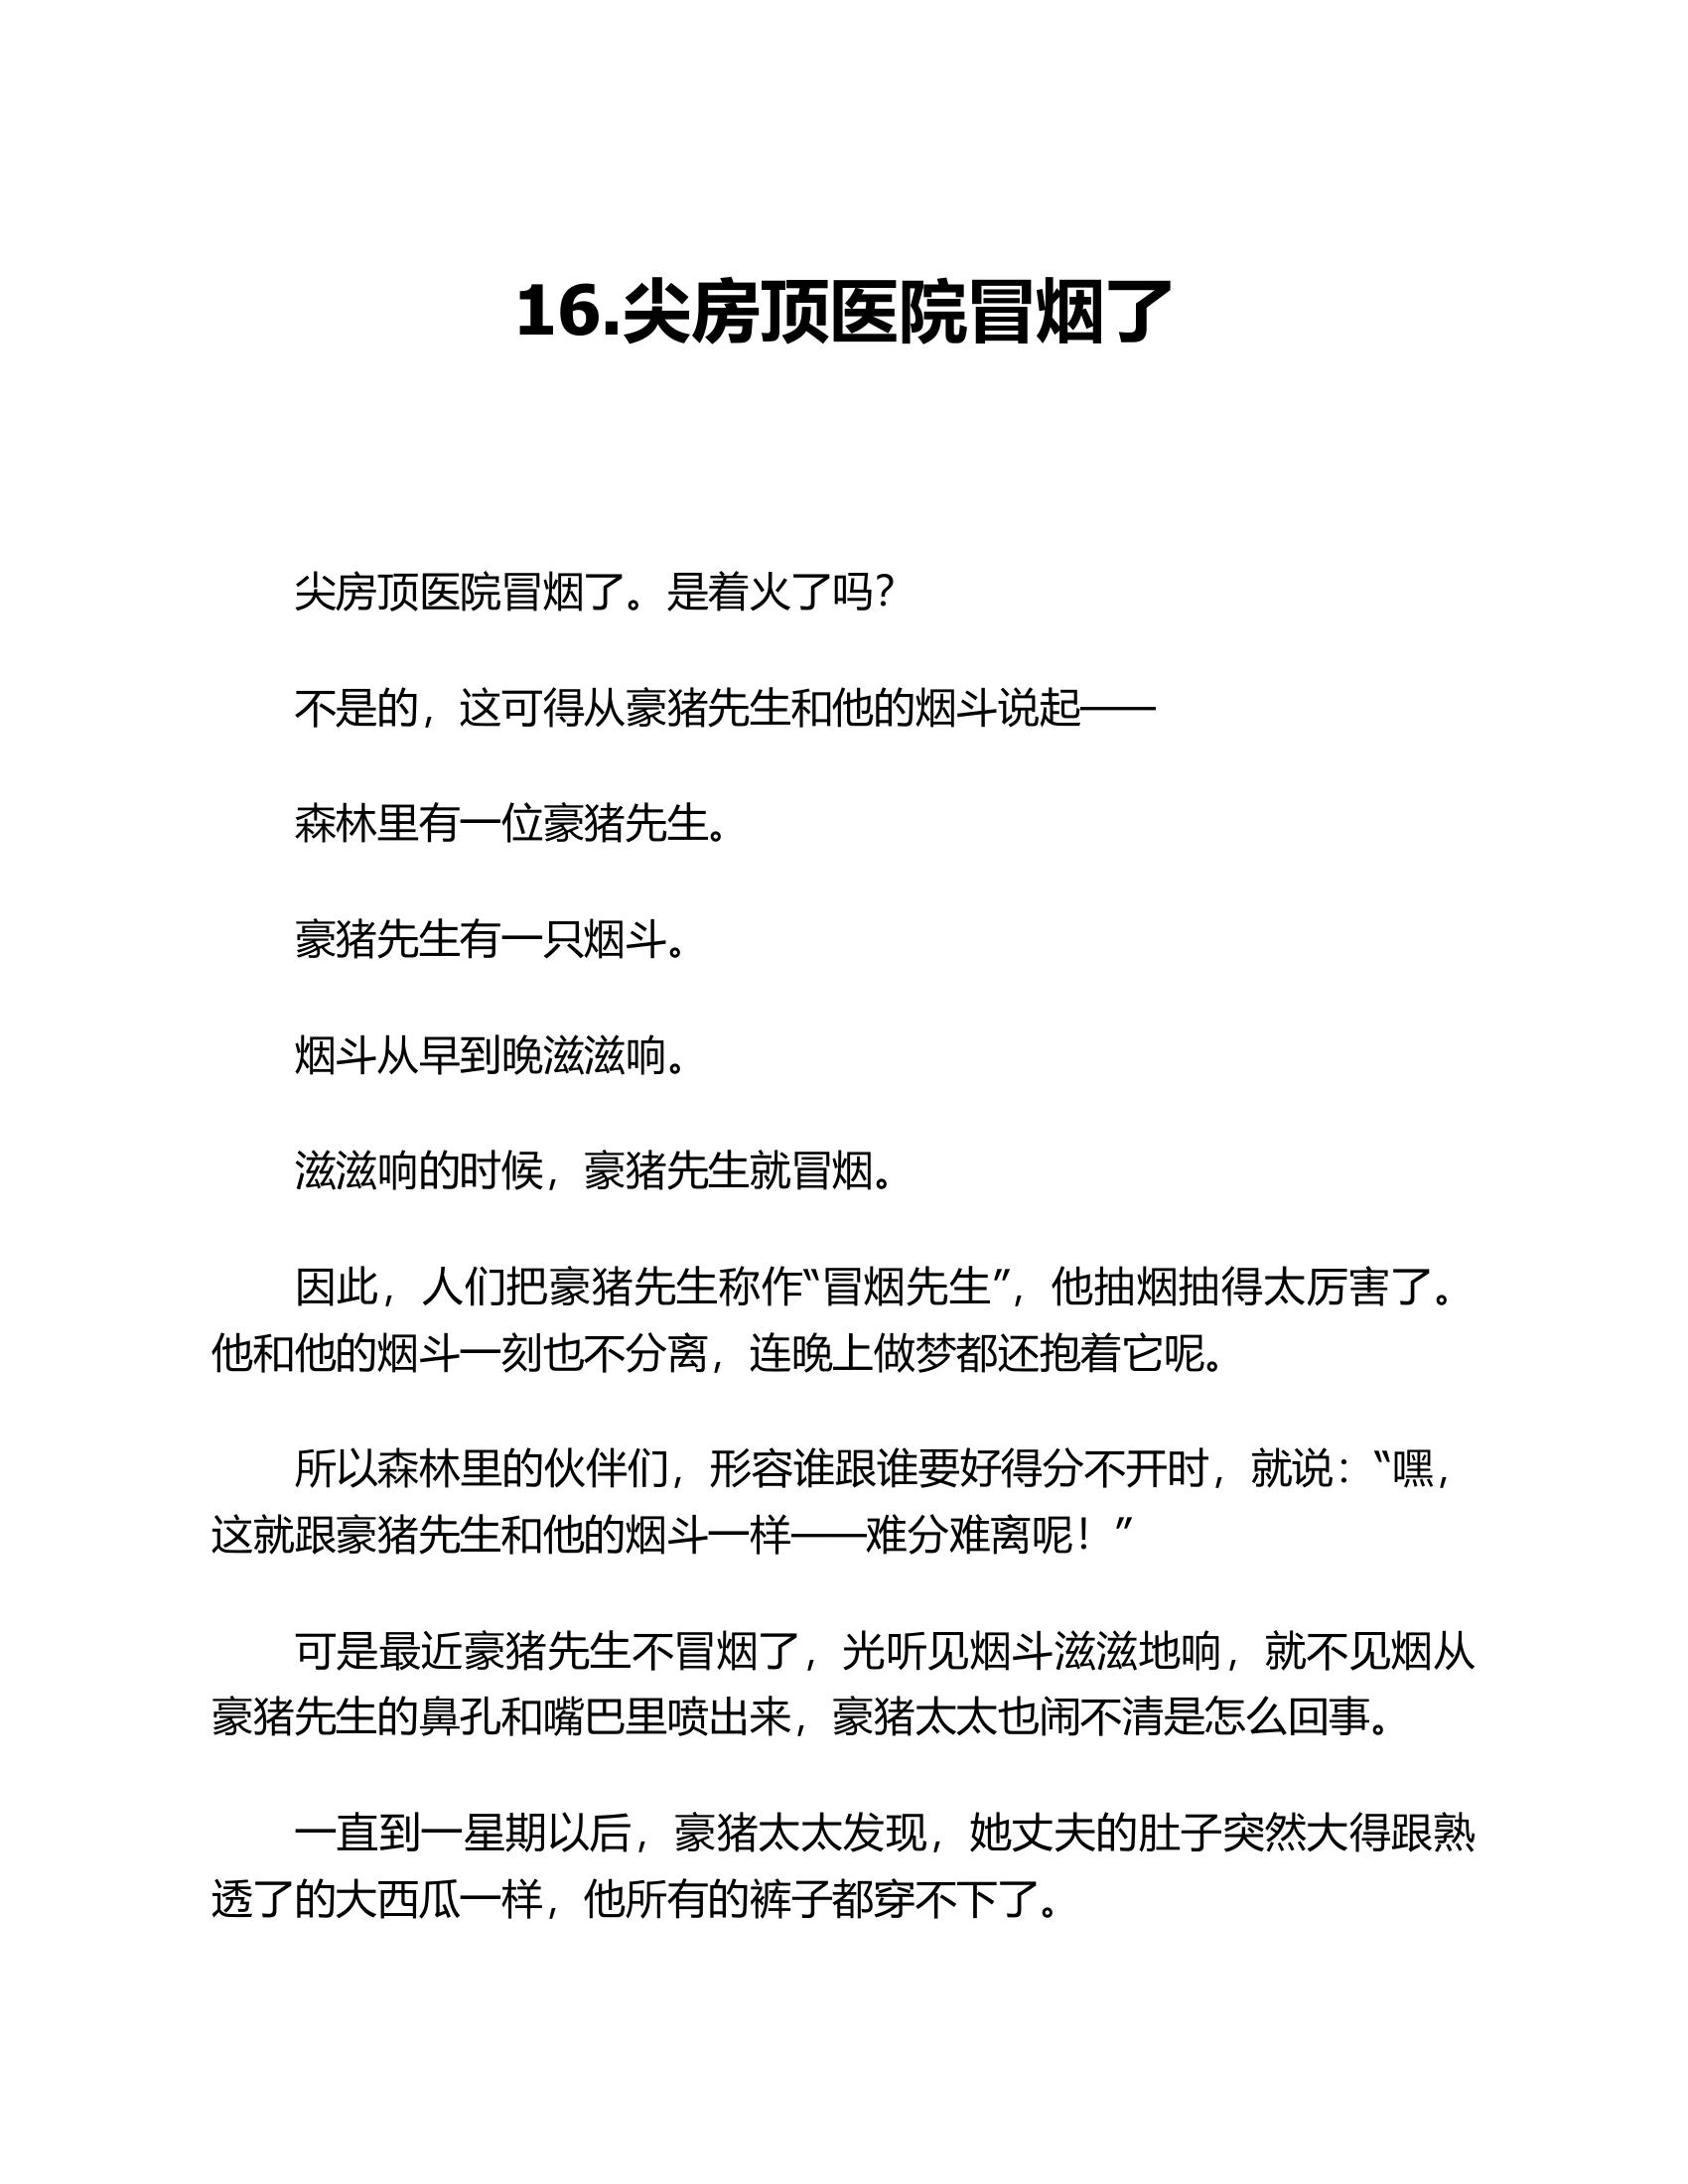 16.尖房顶医院冒烟了
尖房顶医院冒烟了。是着火了吗？
不是的，这可得从豪猪先生和他的烟斗说起——
森林里有一位豪猪先生。
豪猪先生有一只烟斗。
烟斗从早到晚滋滋响。
滋滋响的时候，豪猪先生就冒烟。
因此，人们把豪猪先生称作“冒烟先生”，他抽烟抽得太厉害了。
他和他的烟斗一刻也不分离，连晚上做梦都还抱着它呢。
所以森林里的伙伴们，形容谁跟谁要好得分不开时，就说：“嘿，
这就跟豪猪先生和他的烟斗一样——难分难离呢！”
可是最近豪猪先生不冒烟了，光听见烟斗滋滋地响，就不见烟从
豪猪先生的鼻孔和嘴巴里喷出来，豪猪太太也闹不清是怎么回事。
一直到一星期以后，豪猪太太发现，她丈夫的肚子突然大得跟熟
透了的大西瓜一样，他所有的裤子都穿不下了。